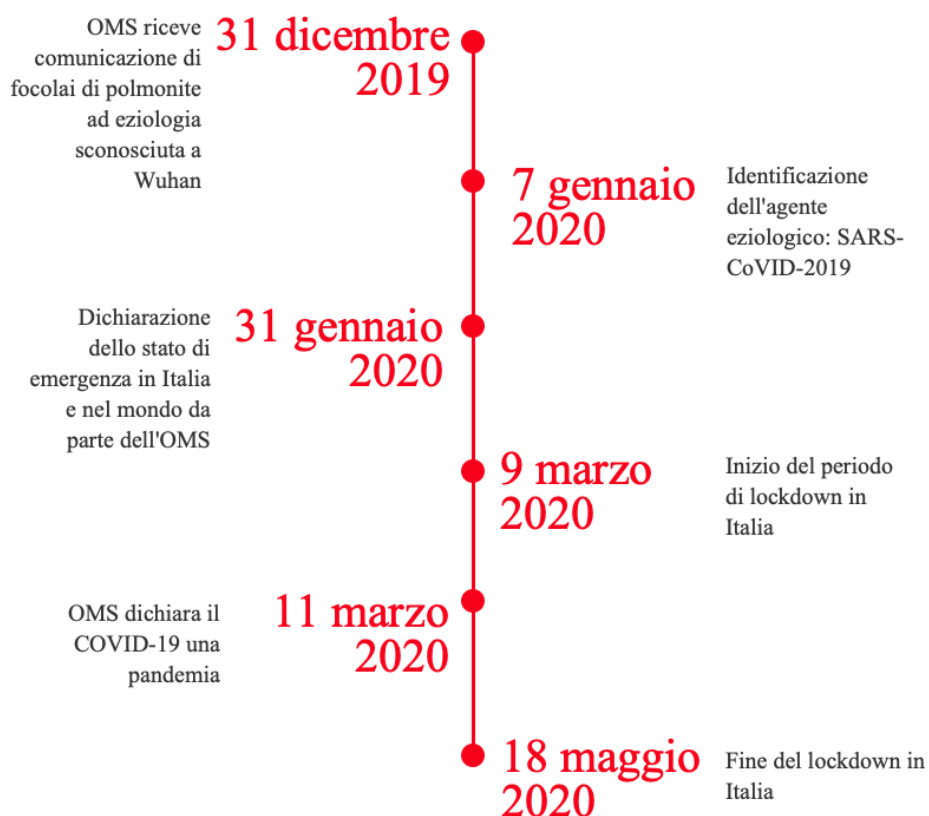 OMS riceve
comunicazione di
focolai di polmonite
ad eziologia
sconosciuta a
Wuhan
31 dicembre
2019
7 gennaio
2020
Identificazione
dell'agente
eziologico: SARS-
CoVID-2019
Dichiarazione
dello stato di
emergenza in Italia
e nel mondo da
parte dell'OMS
31 gennaio
2020
9 marzo
2020
Inizio del periodo
di lockdown in
Italia
OMS dichiara il
COVID-19 una
pandemia
11 marzo
2020
18 maggio
2020
Fine del lockdown in
Italia